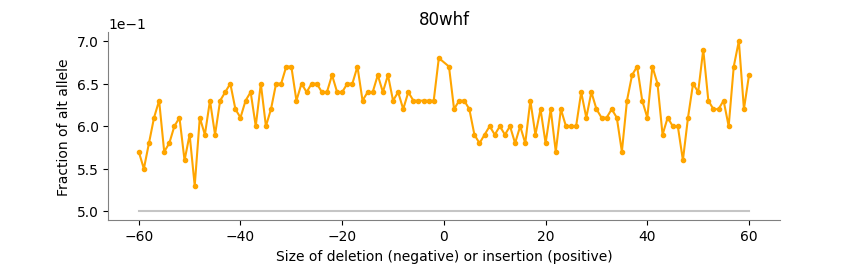 80whf
1e−1
7.0
6.5
6.0
5.5
5.0
Fraction of alt allele
−60 −40 −20 0 20 40 60
Size of deletion (negative) or insertion (positive)